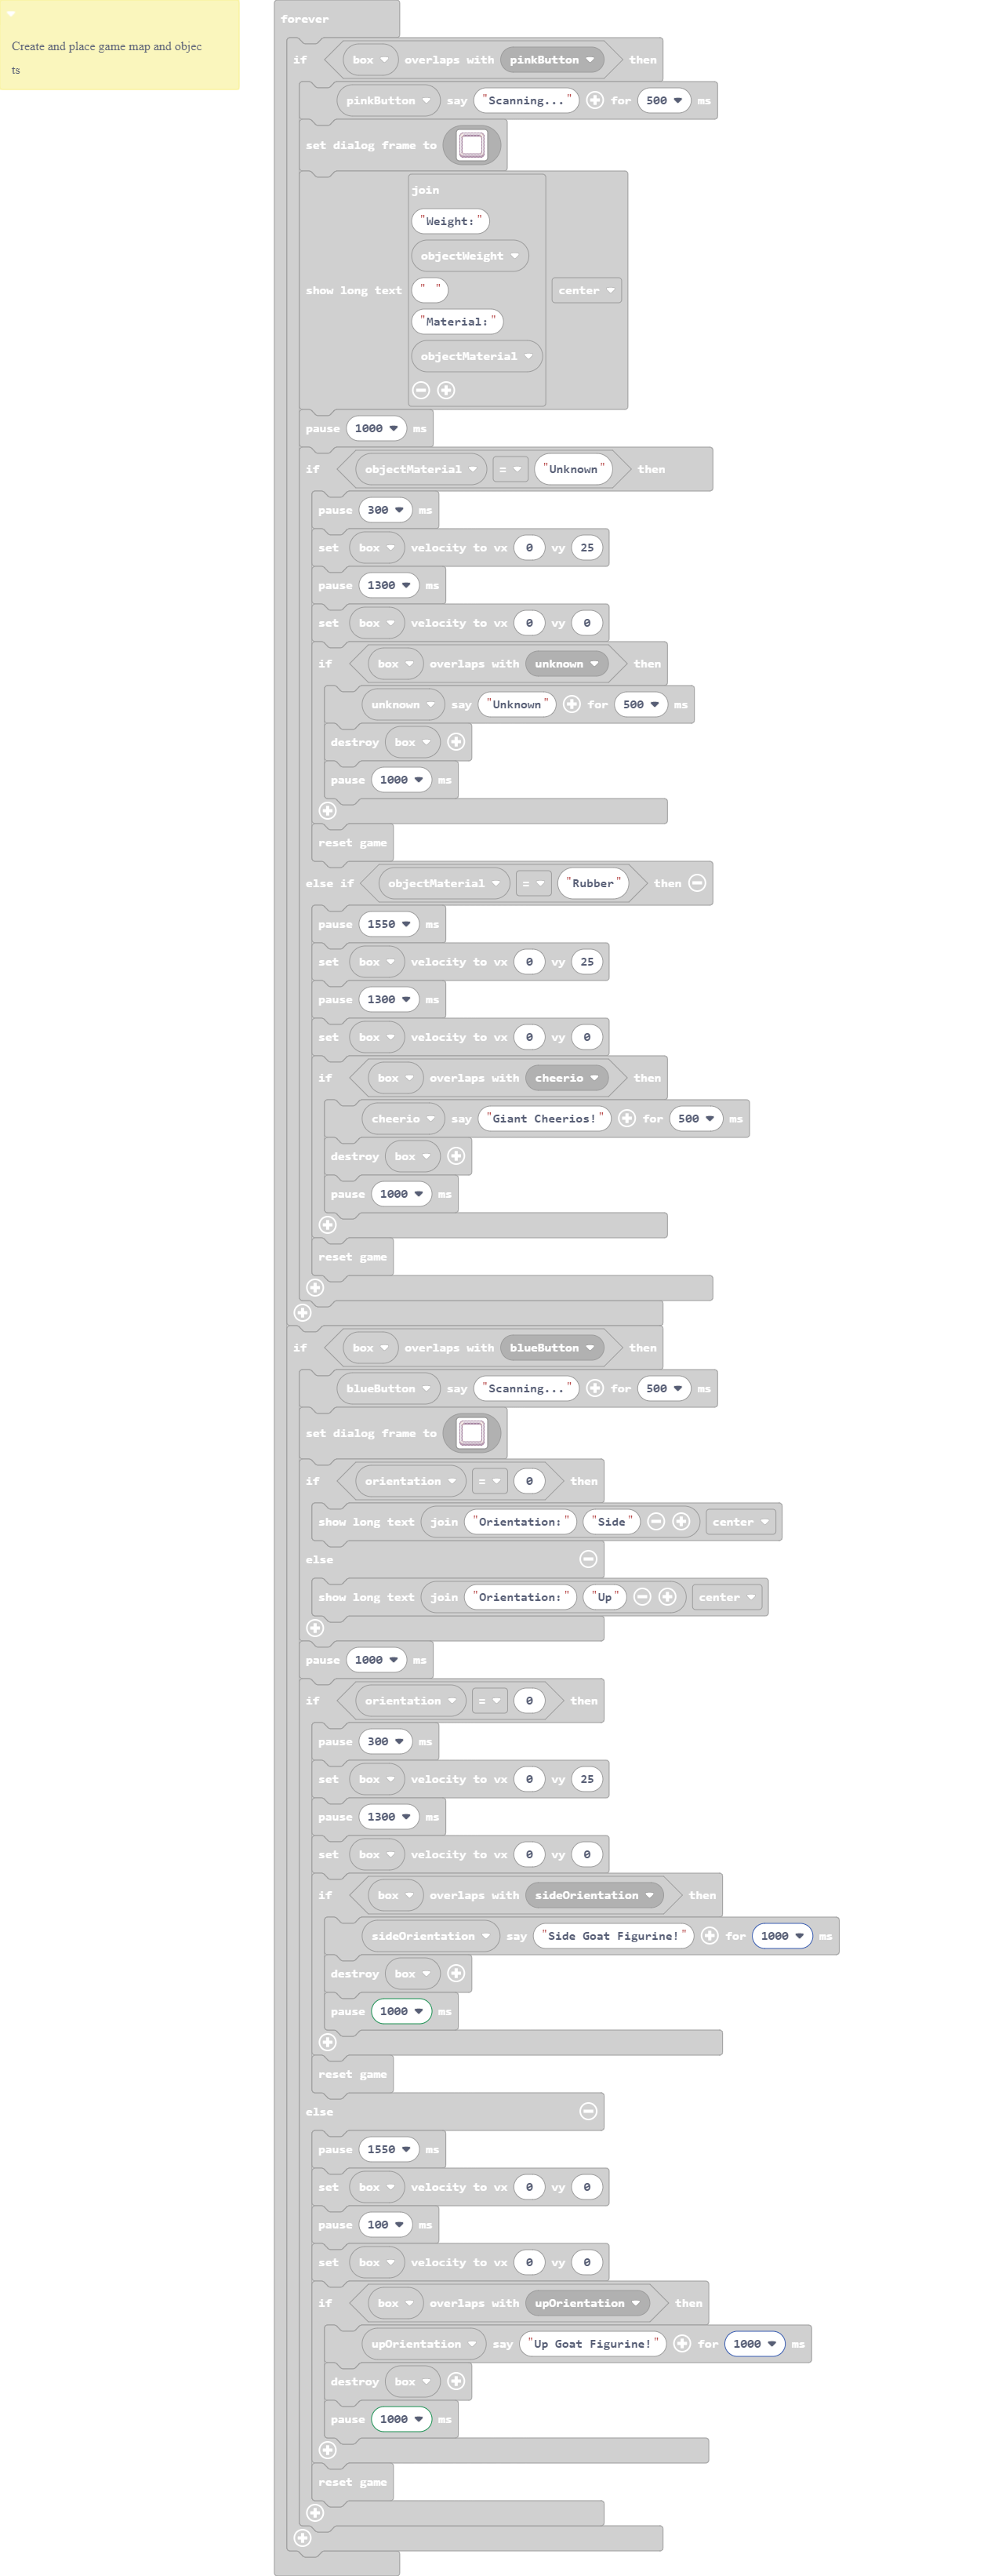 Create and place game map and objec
ts
forever
if box overlaps with pinkButton then
pinkButton say "Scanning..." for 500 ms
set dialog frame to
join
"Weight:"
objectWeight
" "
show long text center
"Material:"
objectMaterial
pause 1000 ms
if objectMaterial = "Unknown" then
pause 300 ms
set box velocity to vx 0 vy 25
pause 1300 ms
set box velocity to vx 0 vy 0
if box overlaps with unknown then
unknown say "Unknown" for 500 ms
destroy box
pause 1000 ms
reset game
else if objectMaterial = "Rubber" then
pause 1550 ms
set box velocity to vx 0 vy 25
pause 1300 ms
set box velocity to vx 0 vy 0
if box overlaps with cheerio then
cheerio say "Giant Cheerios!" for 500 ms
destroy box
pause 1000 ms
reset game
if box overlaps with blueButton then
blueButton say "Scanning..." for 500 ms
set dialog frame to
if orientation = 0 then
show long text join "Orientation:" "Side" center
else
show long text join "Orientation:" "Up" center
pause 1000 ms
if orientation = 0 then
pause 300 ms
set box velocity to vx 0 vy 25
pause 1300 ms
set box velocity to vx 0 vy 0
if box overlaps with sideOrientation then
sideOrientation say "Side Goat Figurine!" for 1000 ms
destroy box
pause 1000 ms
reset game
else
pause 1550 ms
set box velocity to vx 0 vy 0
pause 100 ms
set box velocity to vx 0 vy 0
if box overlaps with upOrientation then
upOrientation say "Up Goat Figurine!" for 1000 ms
destroy box
pause 1000 ms
reset game